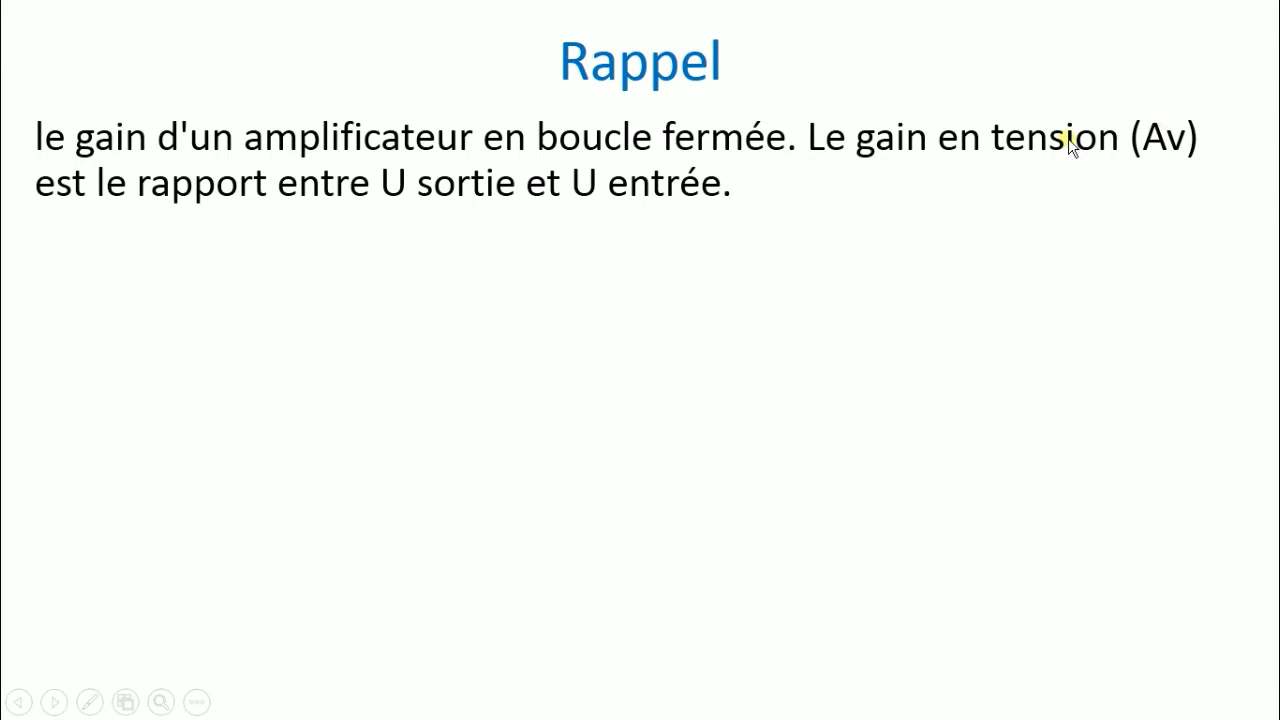 Rappel
le gain d'un amplificateur en boucle fermée. Le gain en tension (Av)
est le rapport entre U sortie et U entrée.